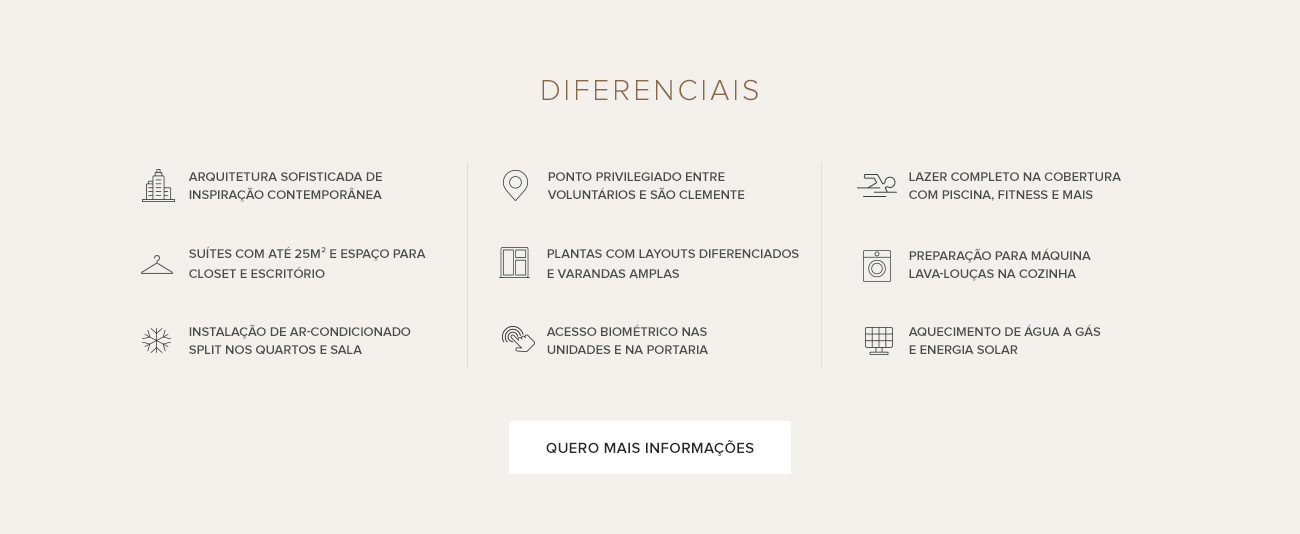 DIFERENCIAIS
ARQUITETURA SOFISTICADA DE
INSPIRAÇÃO CONTEMPORÂNEA
SUÍTES COM ATÉ 25M² E ESPAÇO PARA
CLOSET E ESCRITÓRIO
INSTALAÇÃO DE AR-CONDICIONADO
SPLIT NOS QUARTOS E SALA
PONTO PRIVILEGIADO ENTRE
VOLUNTÁRIOS E SÃO CLEMENTE
PLANTAS COM LAYOUTS DIFERENCIADOS
E VARANDAS AMPLAS
ACESSO BIOMÉTRICO NAS
UNIDADES E NA PORTARIA
LAZER COMPLETO NA COBERTURA
COM PISCINA, FITNESS E MAIS
PREPARAÇÃO PARA MÁQUINA
LAVA-LOUÇAS NA COZINHA
AQUECIMENTO DE ÁGUA A GÁS
E ENERGIA SOLAR
QUERO MAIS INFORMAÇÕES